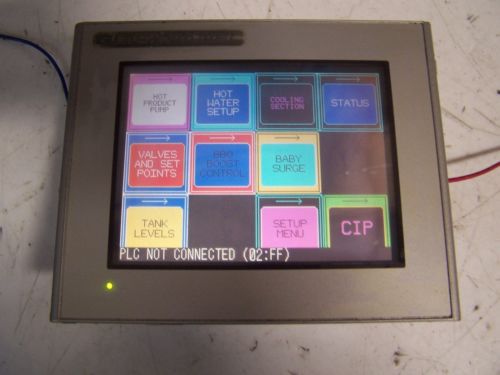 HOT
PRODUCT
PUMP
HOT
WATER
SETUP
COOLING
SECTION
STATUS
VALVES
AND SET
POINTS
BBO
BOOST
CONTROL
BABY
SURGE
TANK
LEVELS
SETUP
MENU
CIP
PLC NOT CONNECTED (02:FF)